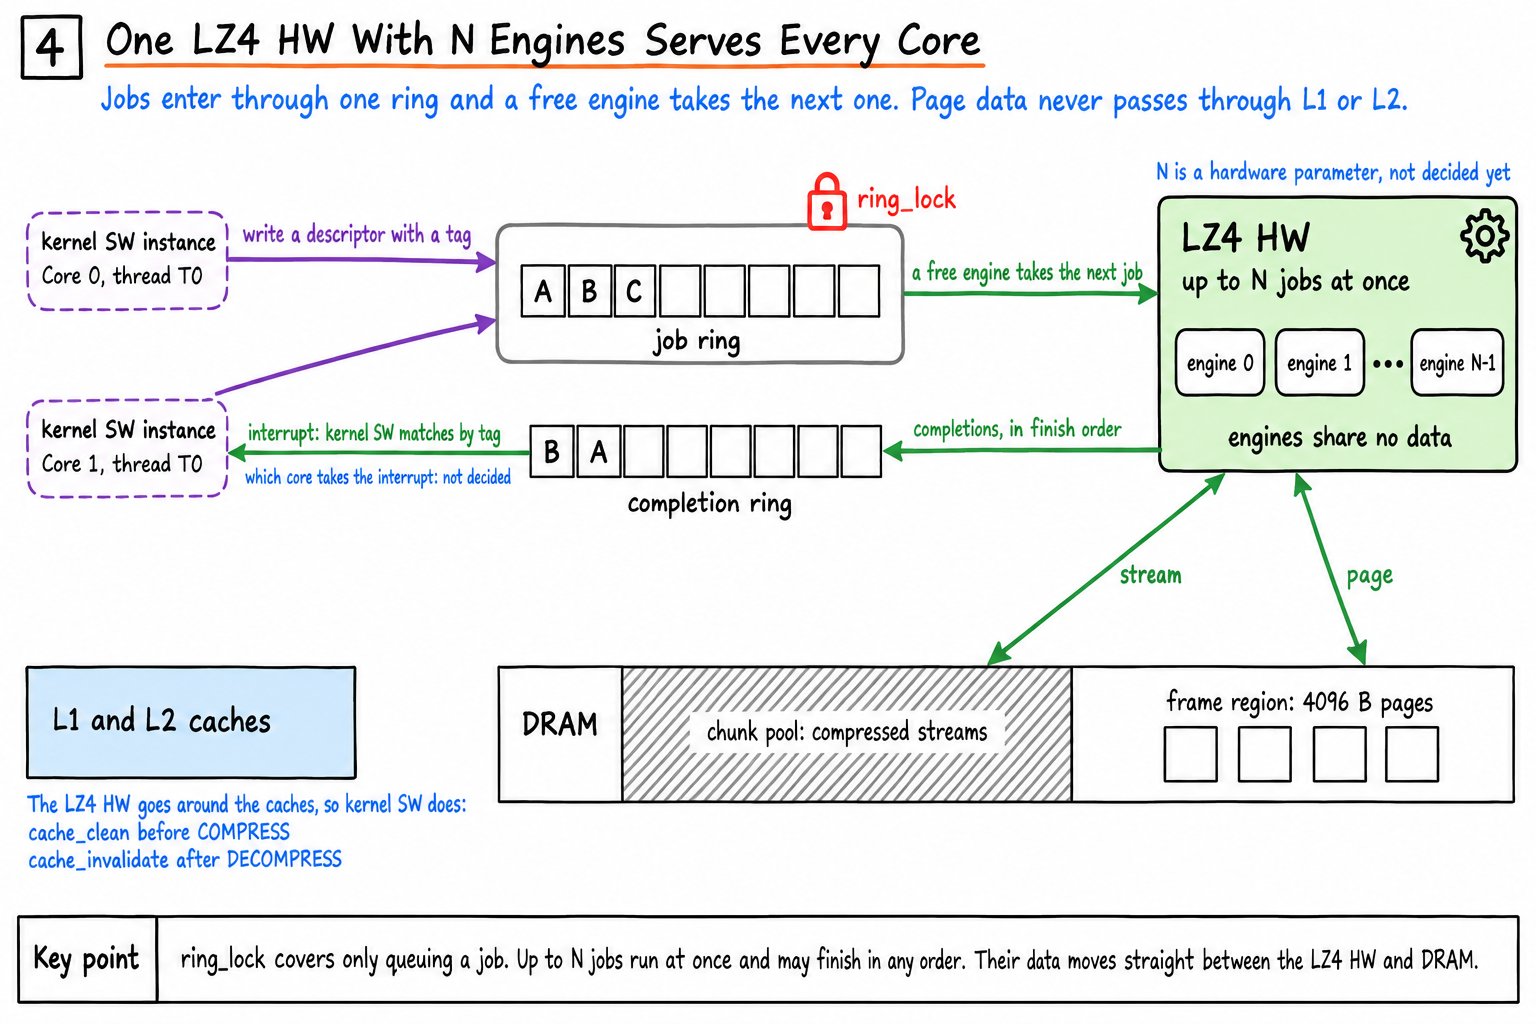 4
One LZ4 HW With N Engines Serves Every Core
Jobs enter through one ring and a free engine takes the next one. Page data never passes through L1 or L2.
N is a hardware parameter, not decided yet
ring_lock
kernel SW instance
Core 0, thread T0
write a descriptor with a tag
A B C
job ring
a free engine takes the next job
LZ4 HW
up to N jobs at once
engine 0
engine 1
•••
engine N-1
engines share no data
kernel SW instance
Core 1, thread T0
interrupt: kernel SW matches by tag
which core takes the interrupt: not decided
B A
completion ring
completions, in finish order
stream
page
L1 and L2 caches
DRAM
chunk pool: compressed streams
frame region: 4096 B pages
The LZ4 HW goes around the caches, so kernel SW does:
cache_clean before COMPRESS
cache_invalidate after DECOMPRESS
Key point
ring_lock covers only queuing a job. Up to N jobs run at once and may finish in any order. Their data moves straight between the LZ4 HW and DRAM.